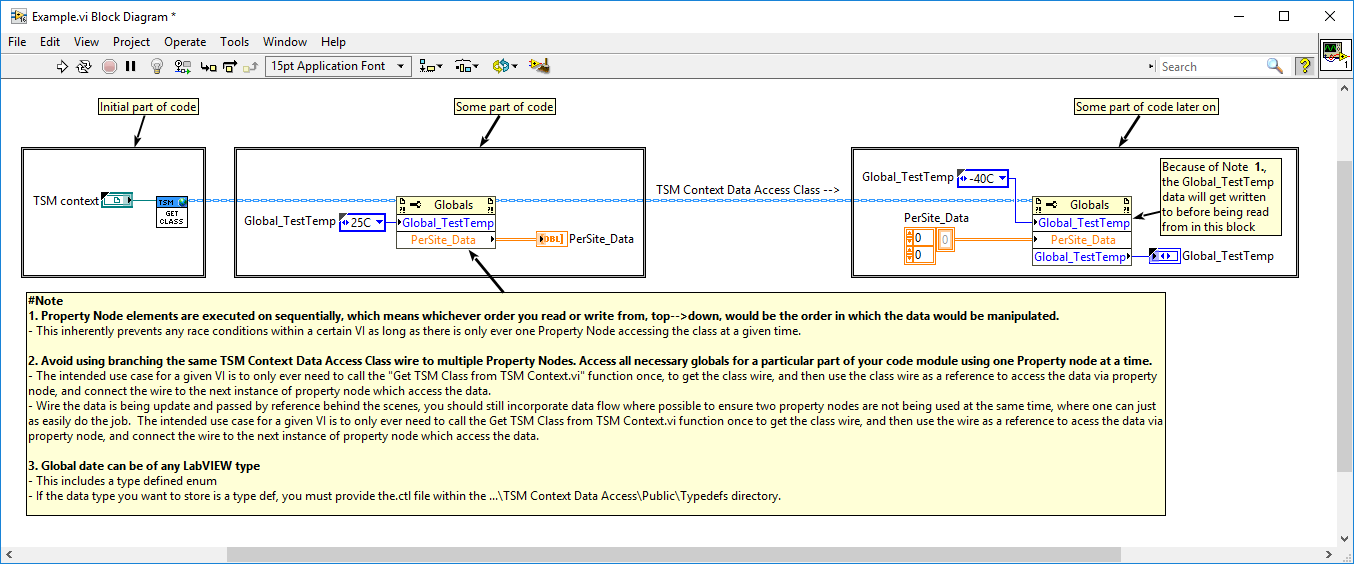 Example.vi Block Diagram *
File Edit View Project Operate Tools Window Help
15pt Application Font
Search
?
1
Initial part of code
Some part of code
Some part of code later on
TSM context
TSM
GET
CLASS
Global_TestTemp
25C
Globals
Global_TestTemp
PerSite_Data
DBL
PerSite_Data
TSM Context Data Access Class -->
Global_TestTemp
-40C
PerSite_Data
0
0
0
Globals
Global_TestTemp
PerSite_Data
Global_TestTemp
Global_TestTemp
Because of Note 1.,
the Global_TestTemp
data will get written
to before being read
from in this block
#Note
1. Property Node elements are executed on sequentially, which means whichever order you read or write from, top-->down, would be the order in which the data would be manipulated.
- This inherently prevents any race conditions within a certain VI as long as there is only ever one Property Node accessing the class at a given time.
2. Avoid using branching the same TSM Context Data Access Class wire to multiple Property Nodes. Access all necessary globals for a particular part of your code module using one Property node at a time.
- The intended use case for a given VI is to only ever need to call the "Get TSM Class from TSM Context.vi" function once, to get the class wire, and then use the class wire as a reference to access the data via property
node, and connect the wire to the next instance of property node which access the data.
- Wire the data is being update and passed by reference behind the scenes, you should still incorporate data flow where possible to ensure two property nodes are not being used at the same time, where one can just
as easily do the job. The intended use case for a given VI is to only ever need to call the Get TSM Class from TSM Context.vi function once to get the class wire, and then use the wire as a reference to acess the data via
property node, and connect the wire to the next instance of property node which access the data.
3. Global date can be of any LabVIEW type
- This includes a type defined enum
- If the data type you want to store is a type def, you must provide the.ctl file within the ...\TSM Context Data Access\Public\Typedefs directory.